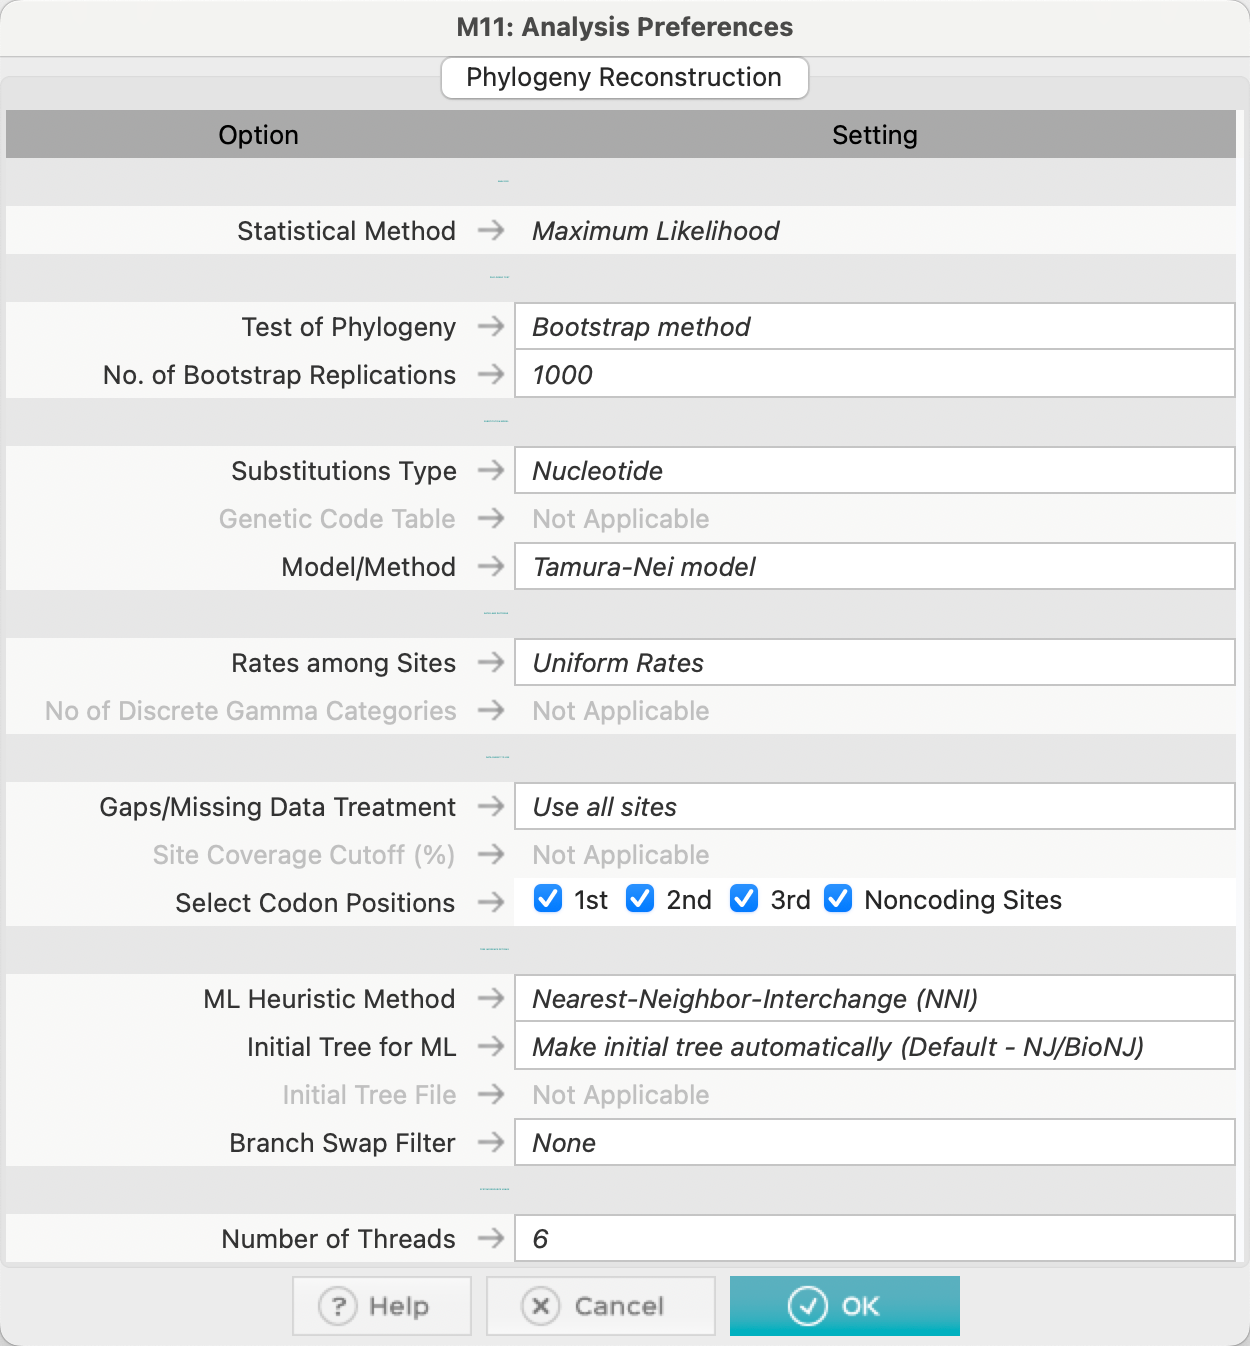 M11: Analysis Preferences
Phylogeny Reconstruction
Option Setting
Statistical Method → Maximum Likelihood
Test of Phylogeny → Bootstrap method
No. of Bootstrap Replications → 1000
Substitutions Type → Nucleotide
Genetic Code Table → Not Applicable
Model/Method → Tamura-Nei model
Rates among Sites → Uniform Rates
No of Discrete Gamma Categories → Not Applicable
Gaps/Missing Data Treatment → Use all sites
Site Coverage Cutoff (%) → Not Applicable
Select Codon Positions → 1st 2nd 3rd Noncoding Sites
ML Heuristic Method → Nearest-Neighbor-Interchange (NNI)
Initial Tree for ML → Make initial tree automatically (Default - NJ/BioNJ)
Initial Tree File → Not Applicable
Branch Swap Filter → None
Number of Threads → 6
? Help Cancel OK